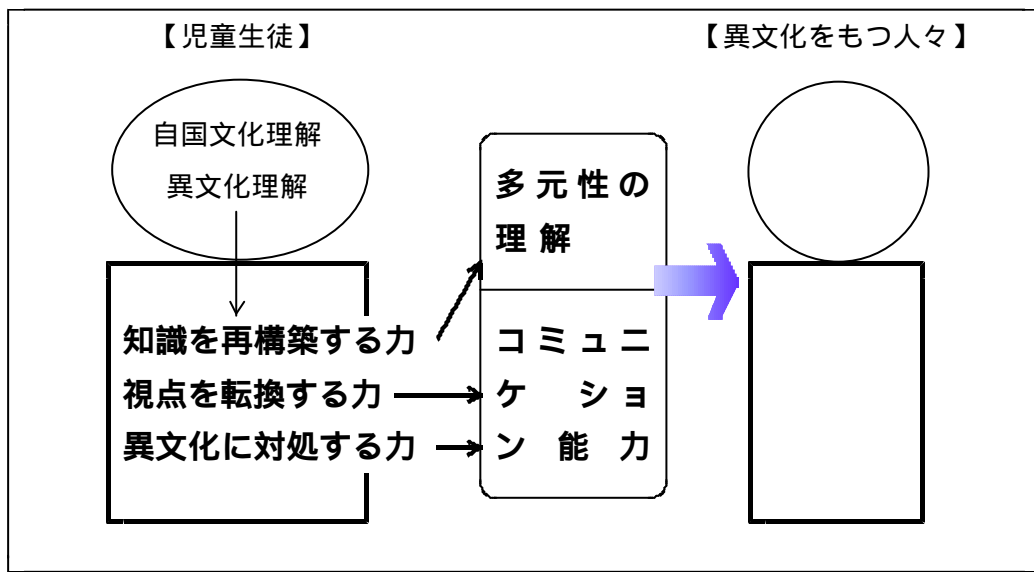 【児童生徒】
【異文化をもつ人々】
自国文化理解
異文化理解
知識を再構築する力
視点を転換する力
異文化に対処する力
多元性の
理解
コミュニ
ケショ
ン能力